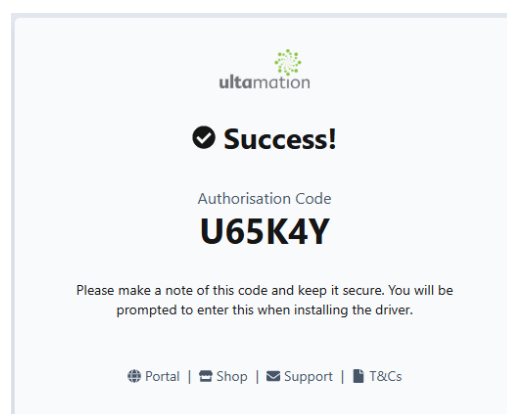 ultamation
Success!
Authorisation Code
U65K4Y
Please make a note of this code and keep it secure. You will be
prompted to enter this when installing the driver.
Portal | Shop | Support | T&Cs